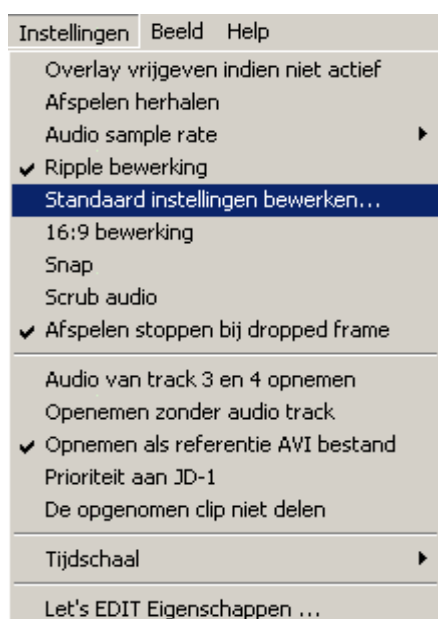 Instellingen Beeld Help
Overlay vrijgeven indien niet actief
Afspelen herhalen
Audio sample rate
Ripple bewerking
Standaard instellingen bewerken...
16:9 bewerking
Snap
Scrub audio
Afspelen stoppen bij dropped frame
Audio van track 3 en 4 opnemen
Openemen zonder audio track
Opnemen als referentie AVI bestand
Prioriteit aan JD-1
De opgenomen clip niet delen
Tijdschaal
Let's EDIT Eigenschappen ...